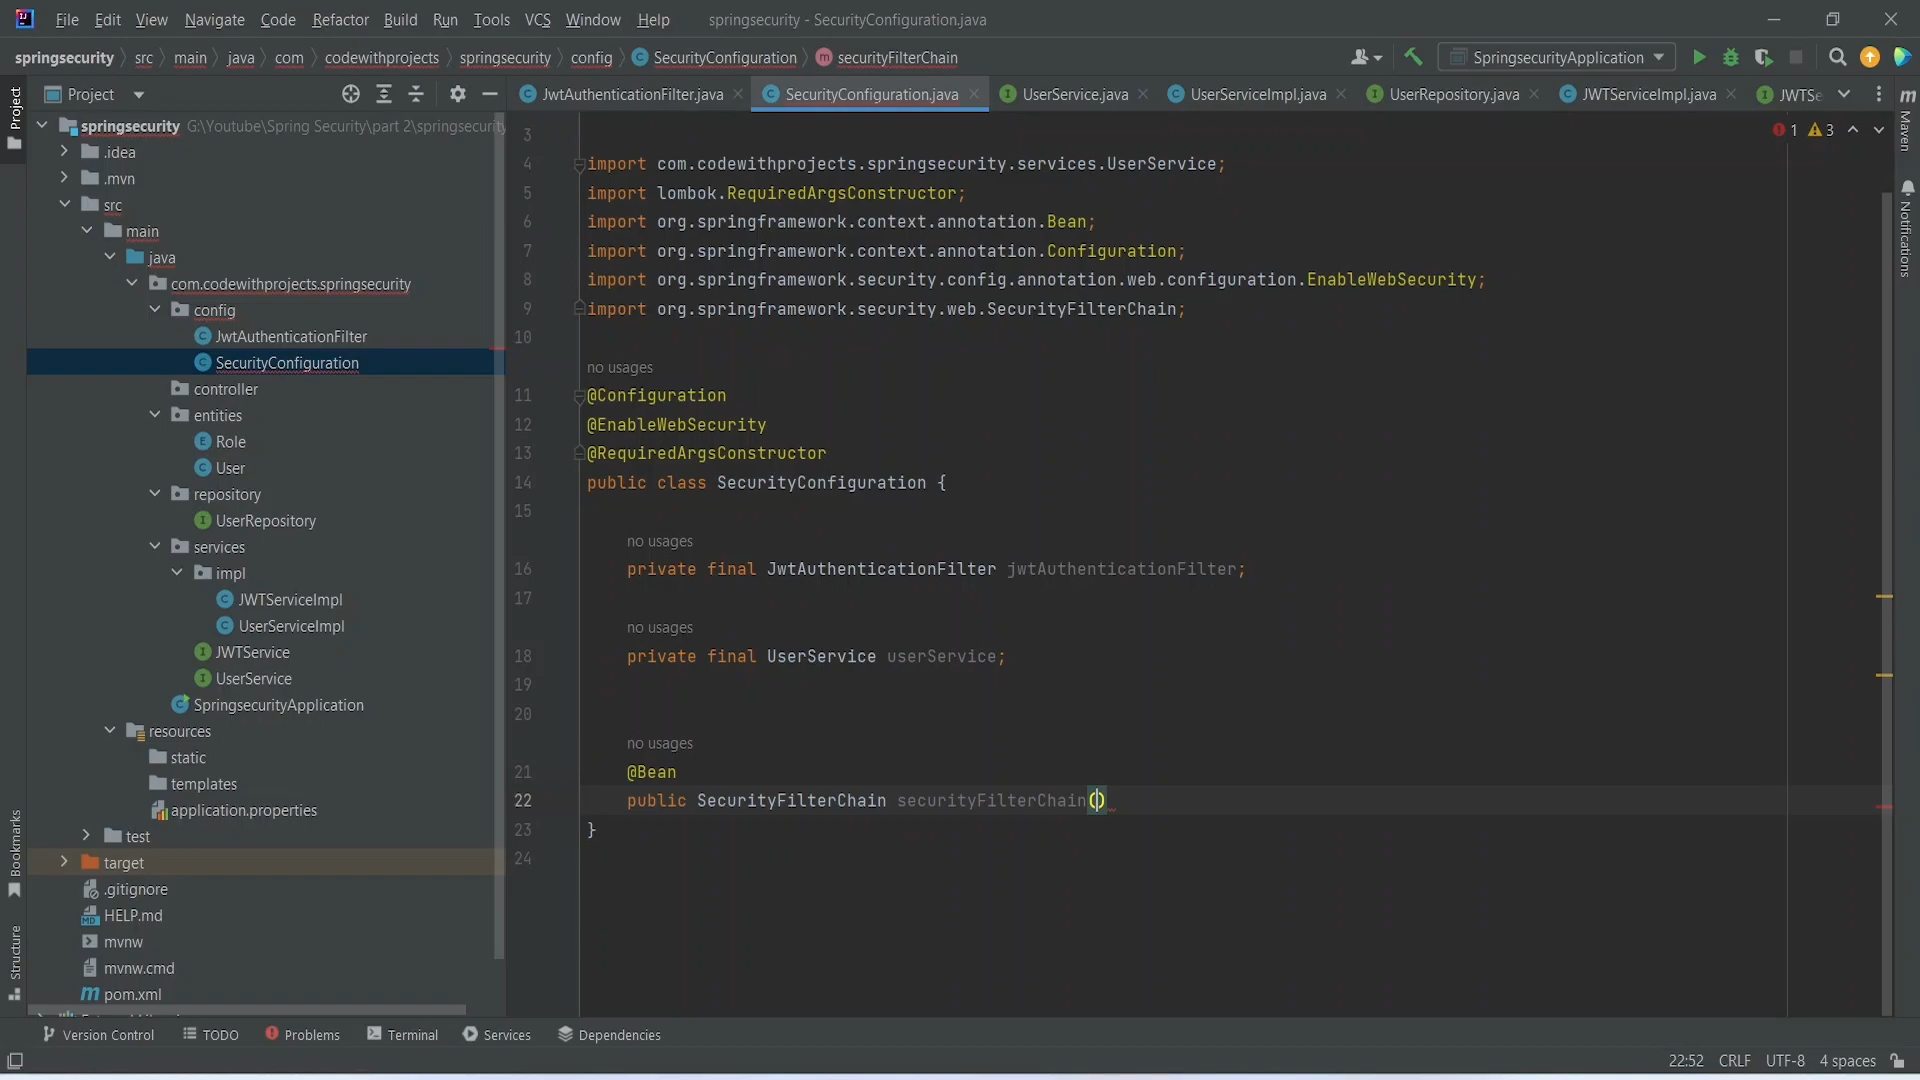 File Edit View Navigate Code Refactor Build Run Tools VCS Window Help springsecurity - SecurityConfiguration.java
springsecurity src main java com codewithprojects springsecurity config SecurityConfiguration securityFilterChain SpringsecurityApplication
Project
JwtAuthenticationFilter.java SecurityConfiguration.java UserService.java UserServiceImpl.java UserRepository.java JWTServiceImpl.java JWTSe
Project
Maven
Notifications
Bookmarks
Structure
springsecurity G:\Youtube\Spring Security\part 2\springsecurity
.idea
.mvn
src
main
java
com.codewithprojects.springsecurity
config
JwtAuthenticationFilter
SecurityConfiguration
controller
entities
Role
User
repository
UserRepository
services
impl
JWTServiceImpl
UserServiceImpl
JWTService
UserService
SpringsecurityApplication
resources
static
templates
application.properties
test
target
.gitignore
HELP.md
mvnw
mvnw.cmd
pom.xml
1 3
3
4 import com.codewithprojects.springsecurity.services.UserService;
5 import lombok.RequiredArgsConstructor;
6 import org.springframework.context.annotation.Bean;
7 import org.springframework.context.annotation.Configuration;
8 import org.springframework.security.config.annotation.web.configuration.EnableWebSecurity;
9 import org.springframework.security.web.SecurityFilterChain;
10
no usages
11 @Configuration
12 @EnableWebSecurity
13 @RequiredArgsConstructor
14 public class SecurityConfiguration {
15
no usages
16 private final JwtAuthenticationFilter jwtAuthenticationFilter;
17
no usages
18 private final UserService userService;
19
20
no usages
21 @Bean
22 public SecurityFilterChain securityFilterChain()
23 }
24
Version Control TODO Problems Terminal Services Dependencies
22:52 CRLF UTF-8 4 spaces